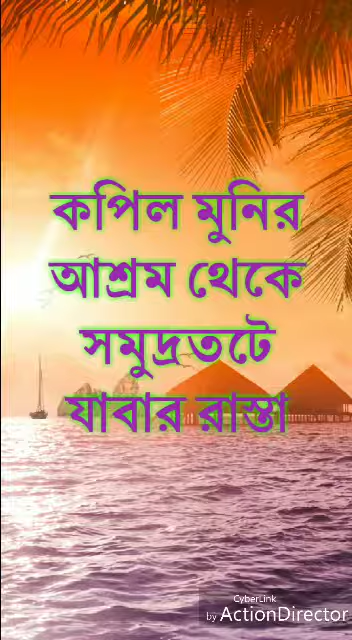 কপিল মুনির
আশ্রম থেকে
সমুদ্রতটে
যাবার রাস্তা
CyberLink
by ActionDirector